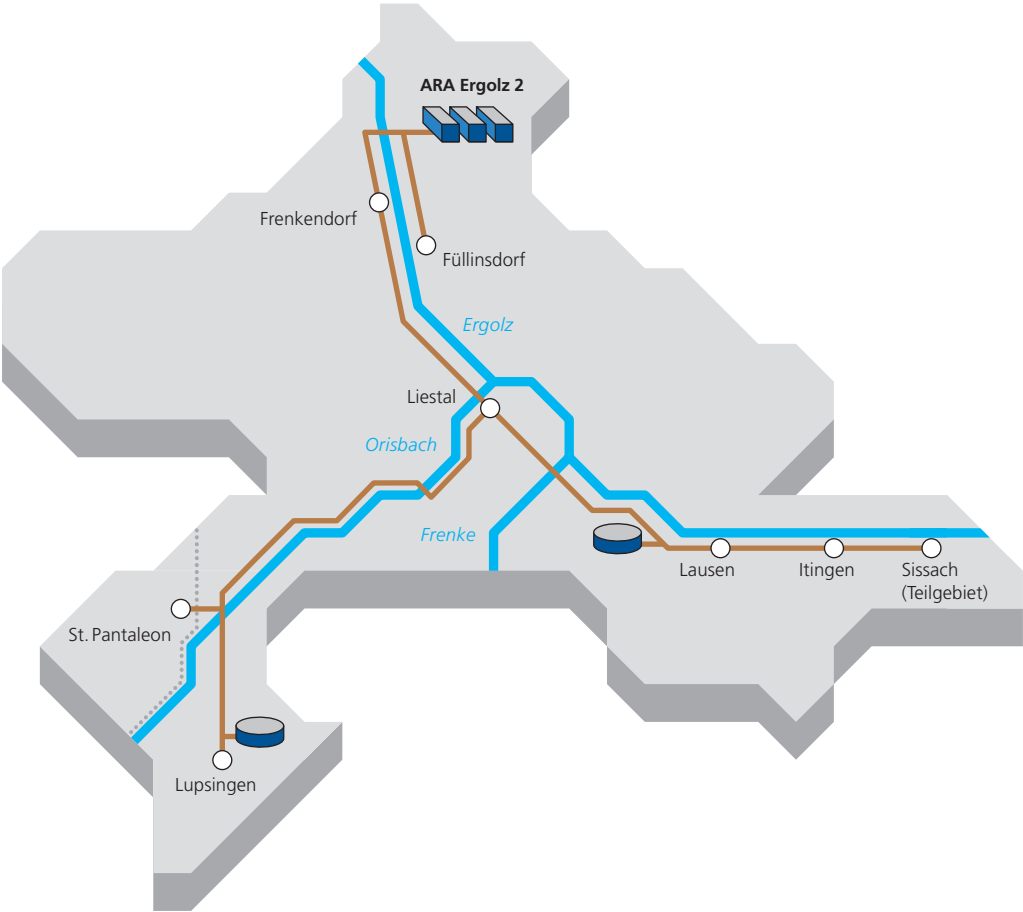 ARA Ergolz 2
Frenkendorf
Füllinsdorf
Ergolz
Liestal
Orisbach
Frenke
Lausen
Itingen
Sissach
(Teilgebiet)
St. Pantaleon
Lupsingen